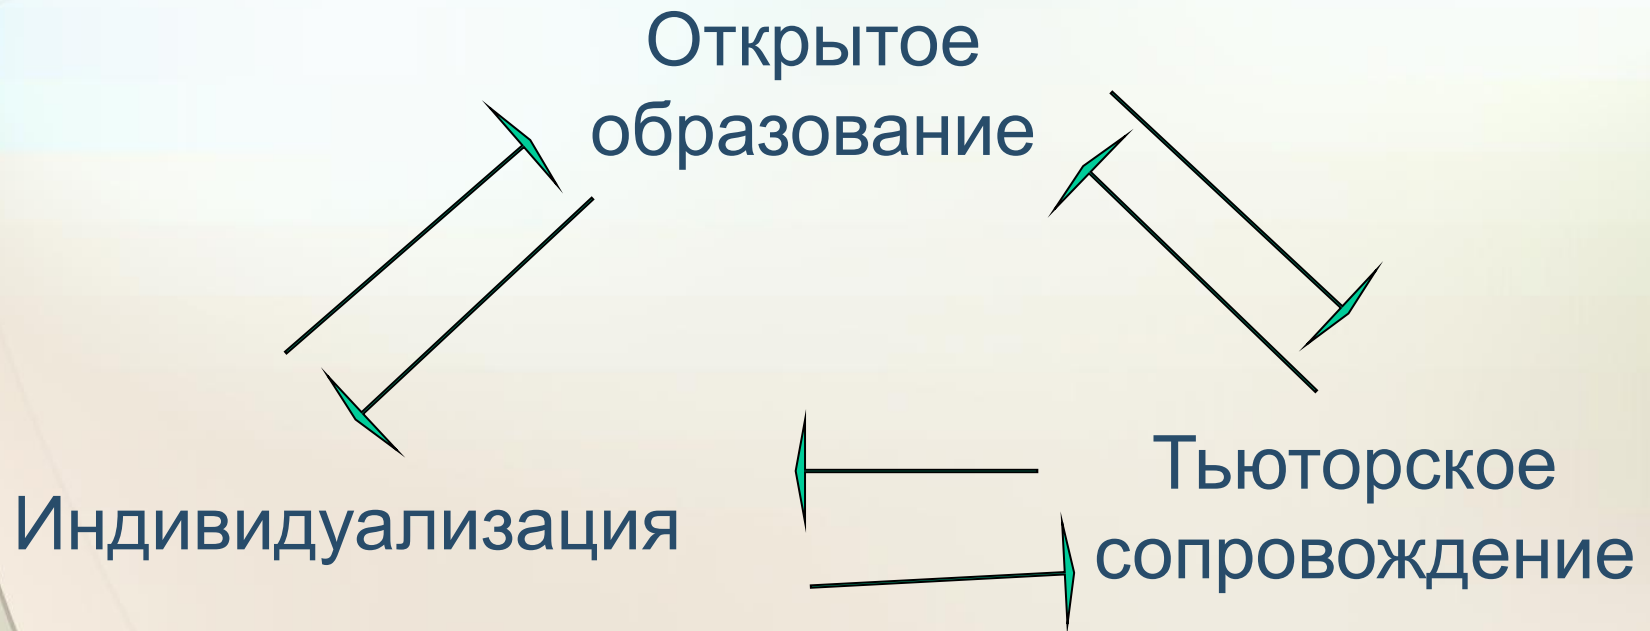 Открытое
образование
Индивидуализация
Тьюторское
сопровождение